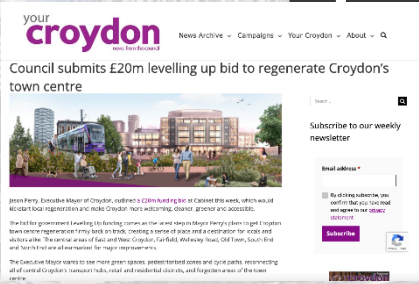 your
croydon
news from the council
News Archive
Campaigns
Your Croydon
About
Council submits £20m levelling up bid to regenerate Croydon's
town centre
Search ...
Subscribe to our weekly
newsletter
Email address *
By clicking subscribe, you
confirm that you have read
and agree to our privacy
statement
Subscribe
Jason Perry, Executive Mayor of Croydon, outlined a £20m funding bid at Cabinet this week, which would
kickstart local regeneration and make Croydon more welcoming, cleaner, greener and accessible.
The bid for government Levelling Up funding comes as the latest step in Mayor Perry's plans to get Croydon
town centre regeneration firmly back on track, creating a sense of place and a destination for locals and
visitors alike. The central areas of East and West Croydon, Fairfield, Wellesley Road, Old Town, South End
and North End are all earmarked for major improvements.
The Executive Mayor wants to see more green spaces, pedestrianised zones and cycle paths, reconnecting
all of central Croydon's transport hubs, retail and residential districts, and forgotten areas of the town
centre.